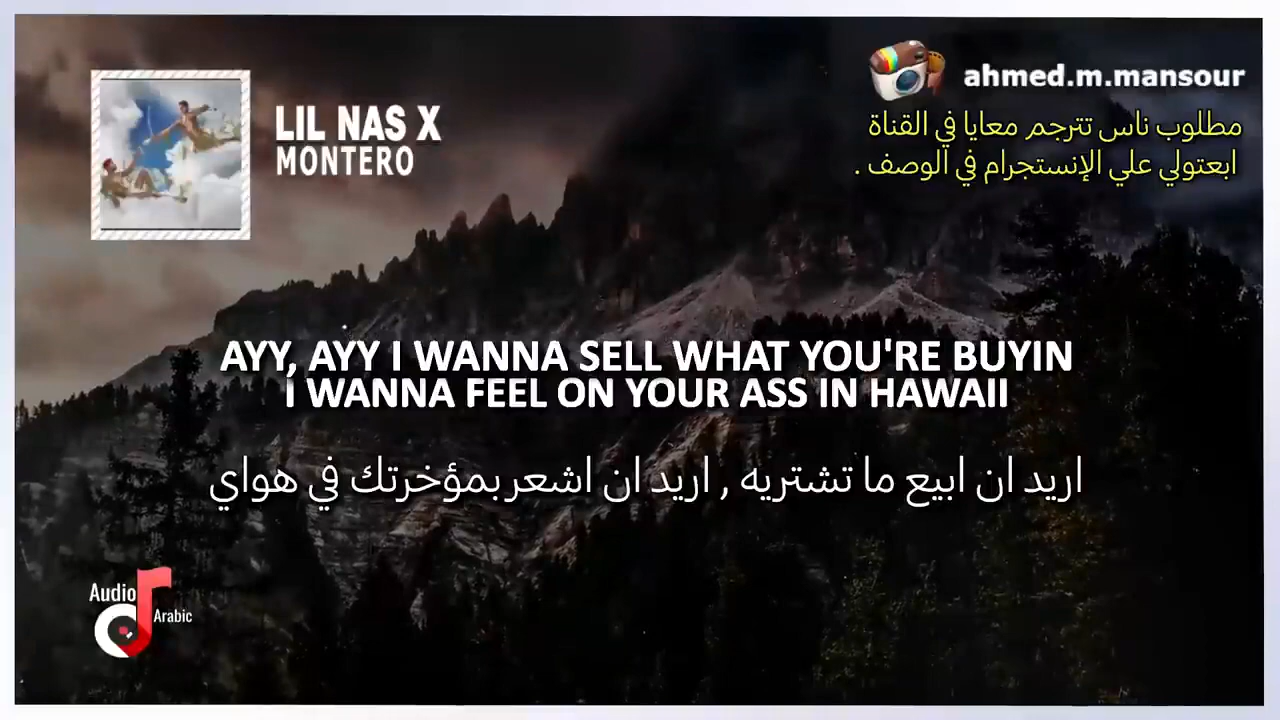 LIL NAS X
MONTERO
ahmed.m.mansour
مطلوب ناس تترجم معايا في القناة
ابعتولي علي الإنستجرام في الوصف .
AYY, AYY I WANNA SELL WHAT YOU'RE BUYIN
I WANNA FEEL ON YOUR ASS IN HAWAII
اريد ان ابيع ما تشتريه , اريد ان اشعر بمؤخرتك في هواي
Audio
Arabic